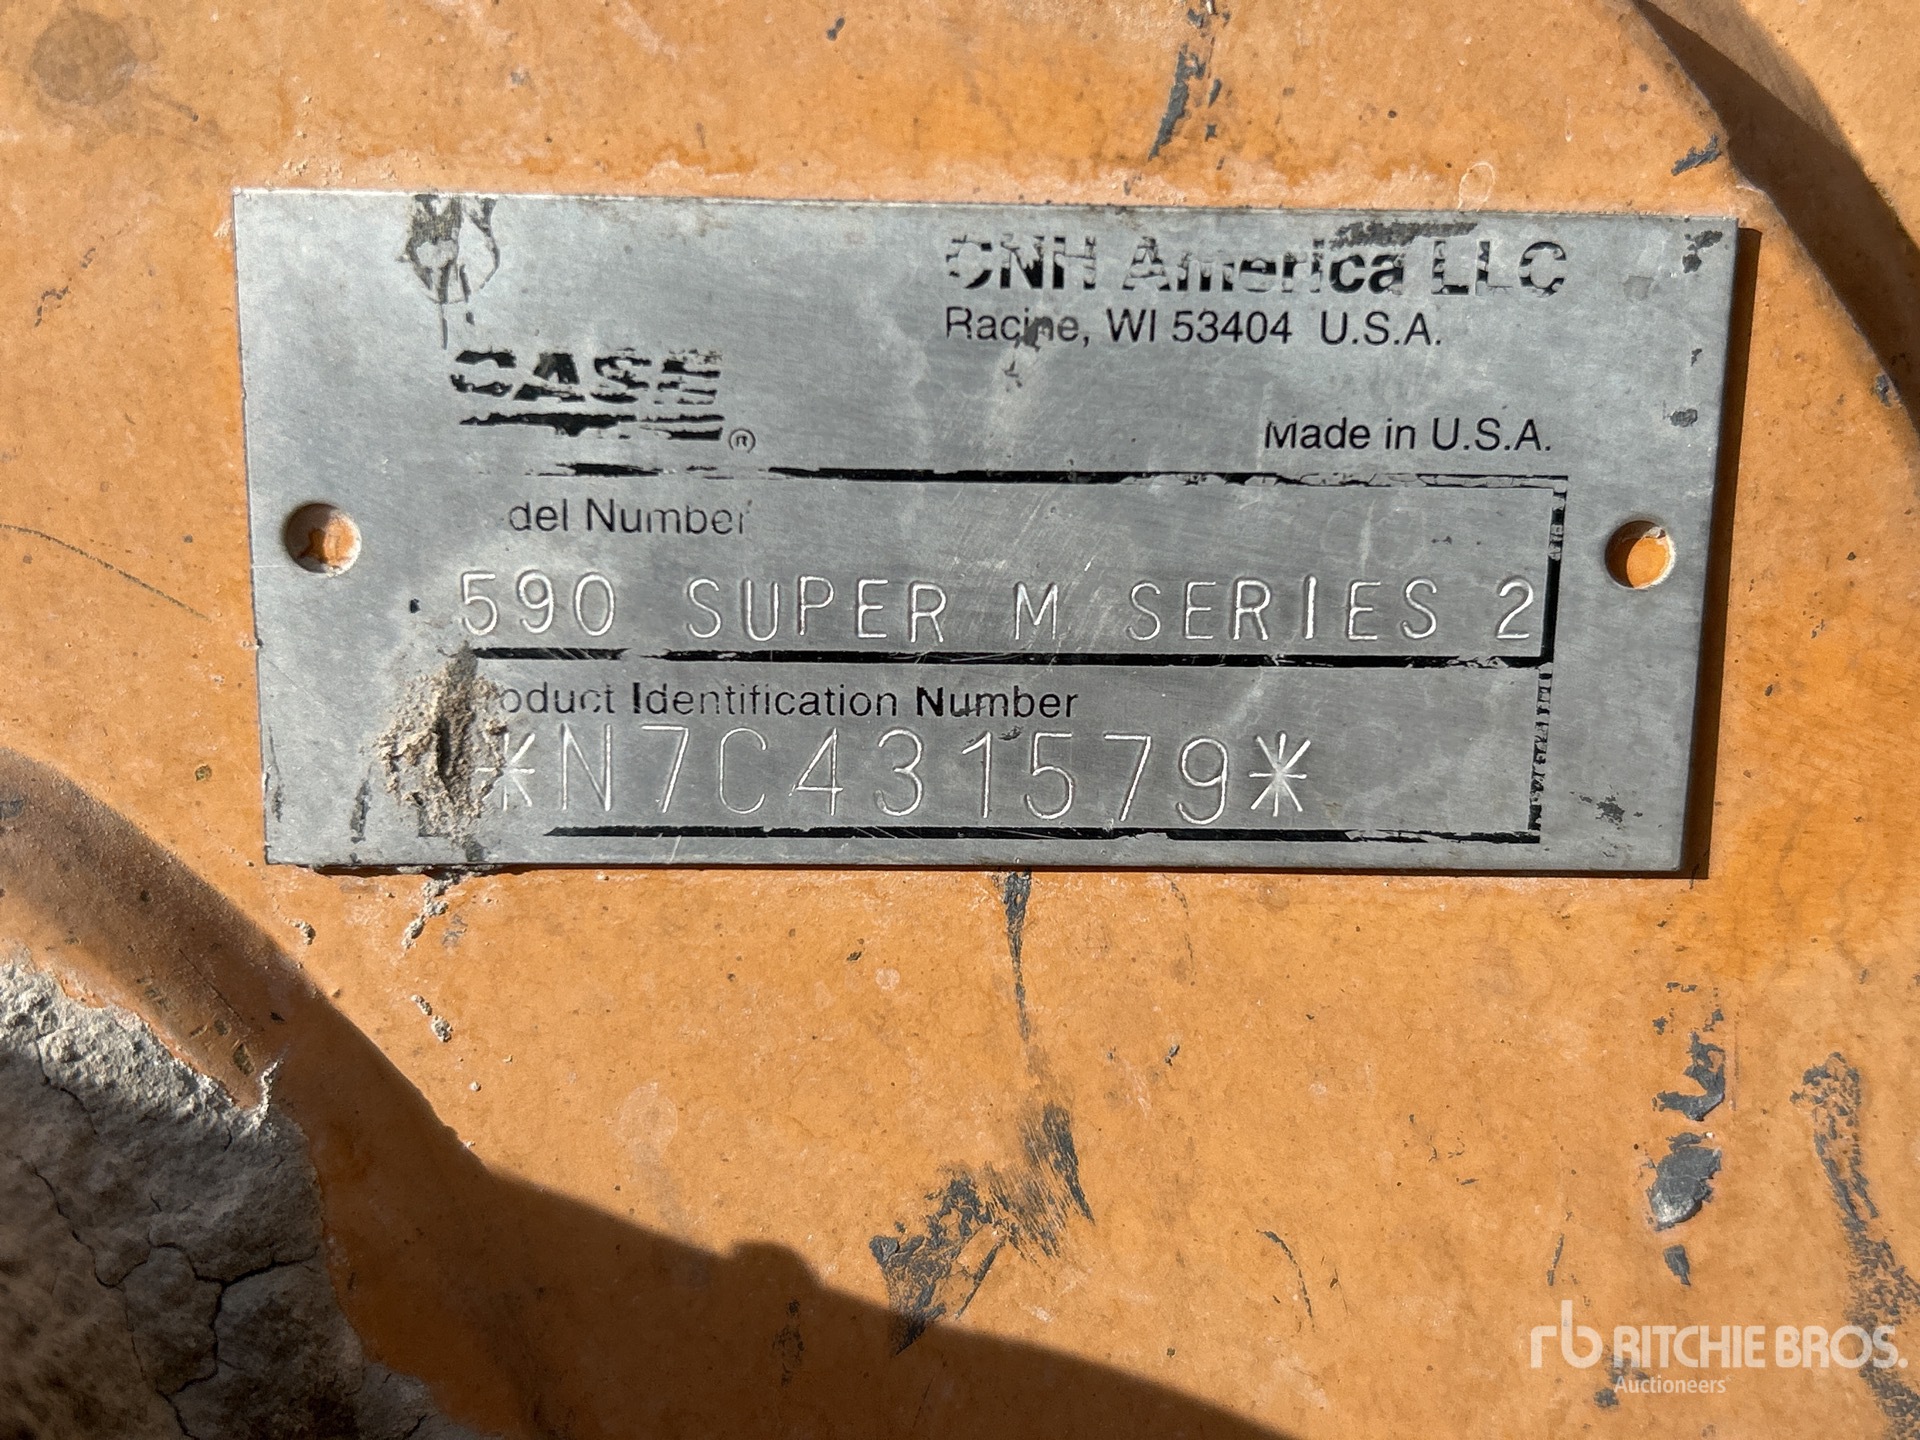 CNH America LLC
Racine, WI 53404 U.S.A.
CASE®
Made in U.S.A.
del Number
590 SUPER M SERIES 2
oduct Identification Number
*N7C431579*
rb RITCHIE BROS.
Auctioneers